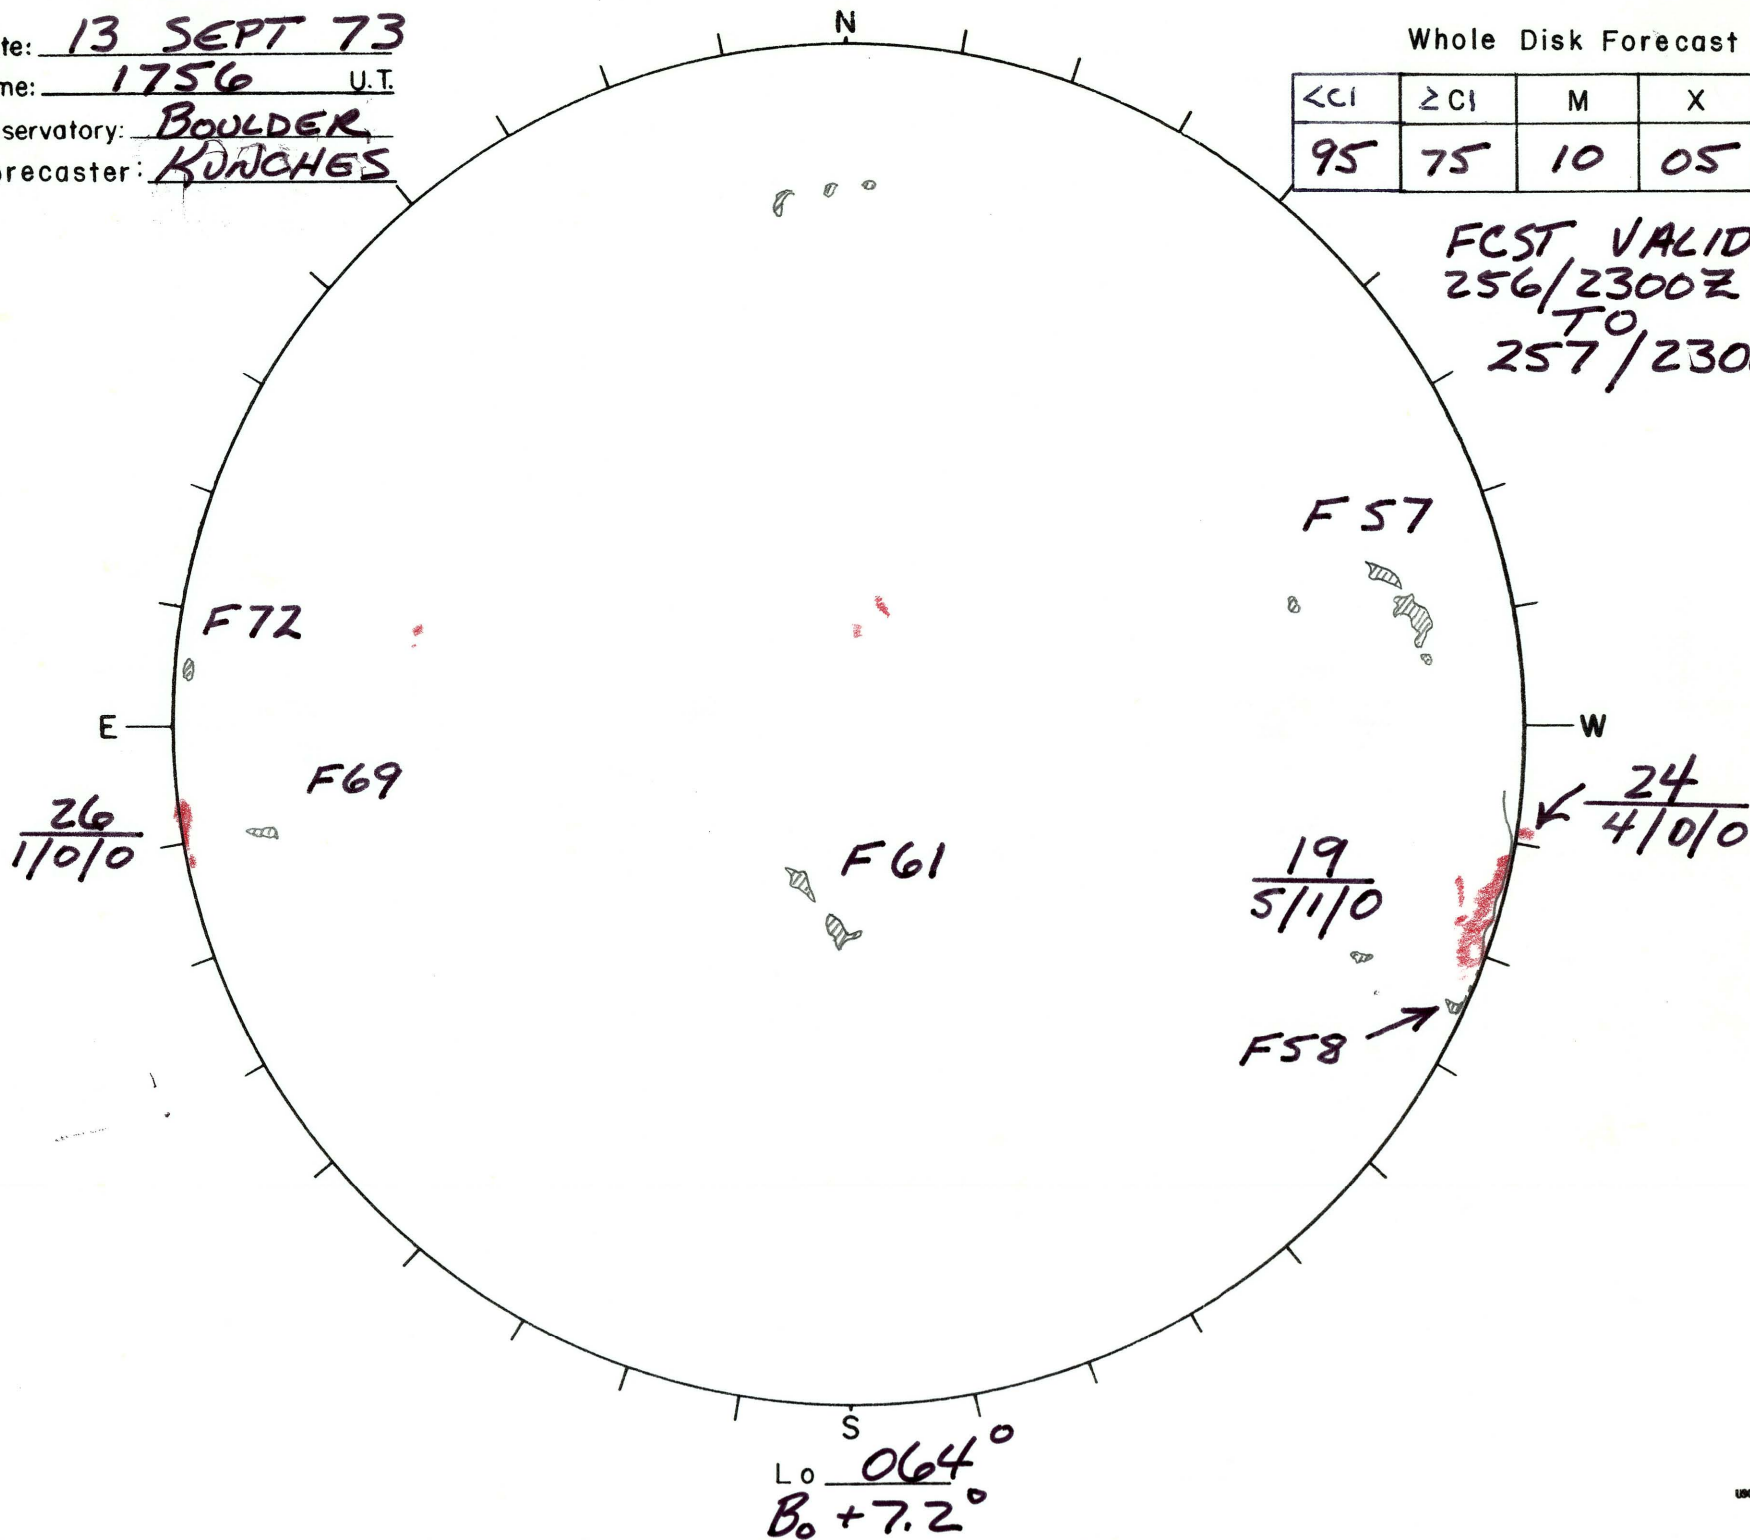 te: 13 SEPT 73
me: 1756 U.T.
servatory: BOULDER
orecaster: KUNCHES
N
Whole Disk Forecast
<C1 ≥C1 M X
95 75 10 05
FCST VALID
256/2300Z
TO
257/230
F57
F72
E
W
F69
26
1/0/0
F61
24
4/0/0
19
5/1/0
F58
S
Lo 064°
Bo +7.2°